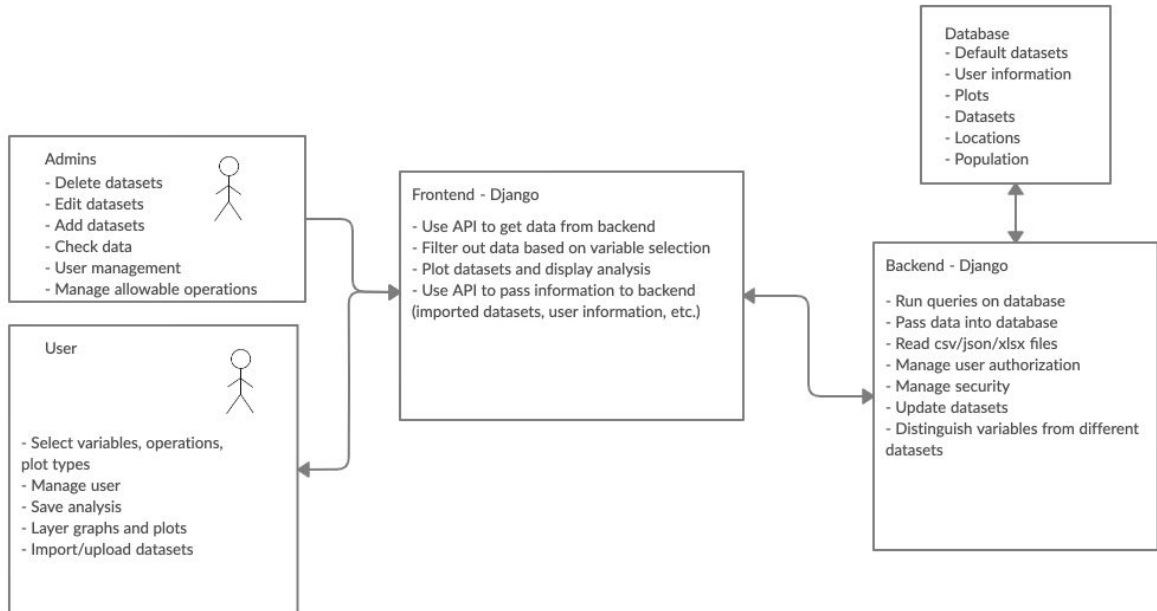 Admins
- Delete datasets
- Edit datasets
- Add datasets
- Check data
- User management
- Manage allowable operations
User
- Select variables, operations,
plot types
- Manage user
- Save analysis
- Layer graphs and plots
- Import/upload datasets
Frontend - Django
- Use API to get data from backend
- Filter out data based on variable selection
- Plot datasets and display analysis
- Use API to pass information to backend
(imported datasets, user information, etc.)
Database
- Default datasets
- User information
- Plots
- Datasets
- Locations
- Population
Backend - Django
- Run queries on database
- Pass data into database
- Read csv/json/xlsx files
- Manage user authorization
- Manage security
- Update datasets
- Distinguish variables from different
datasets